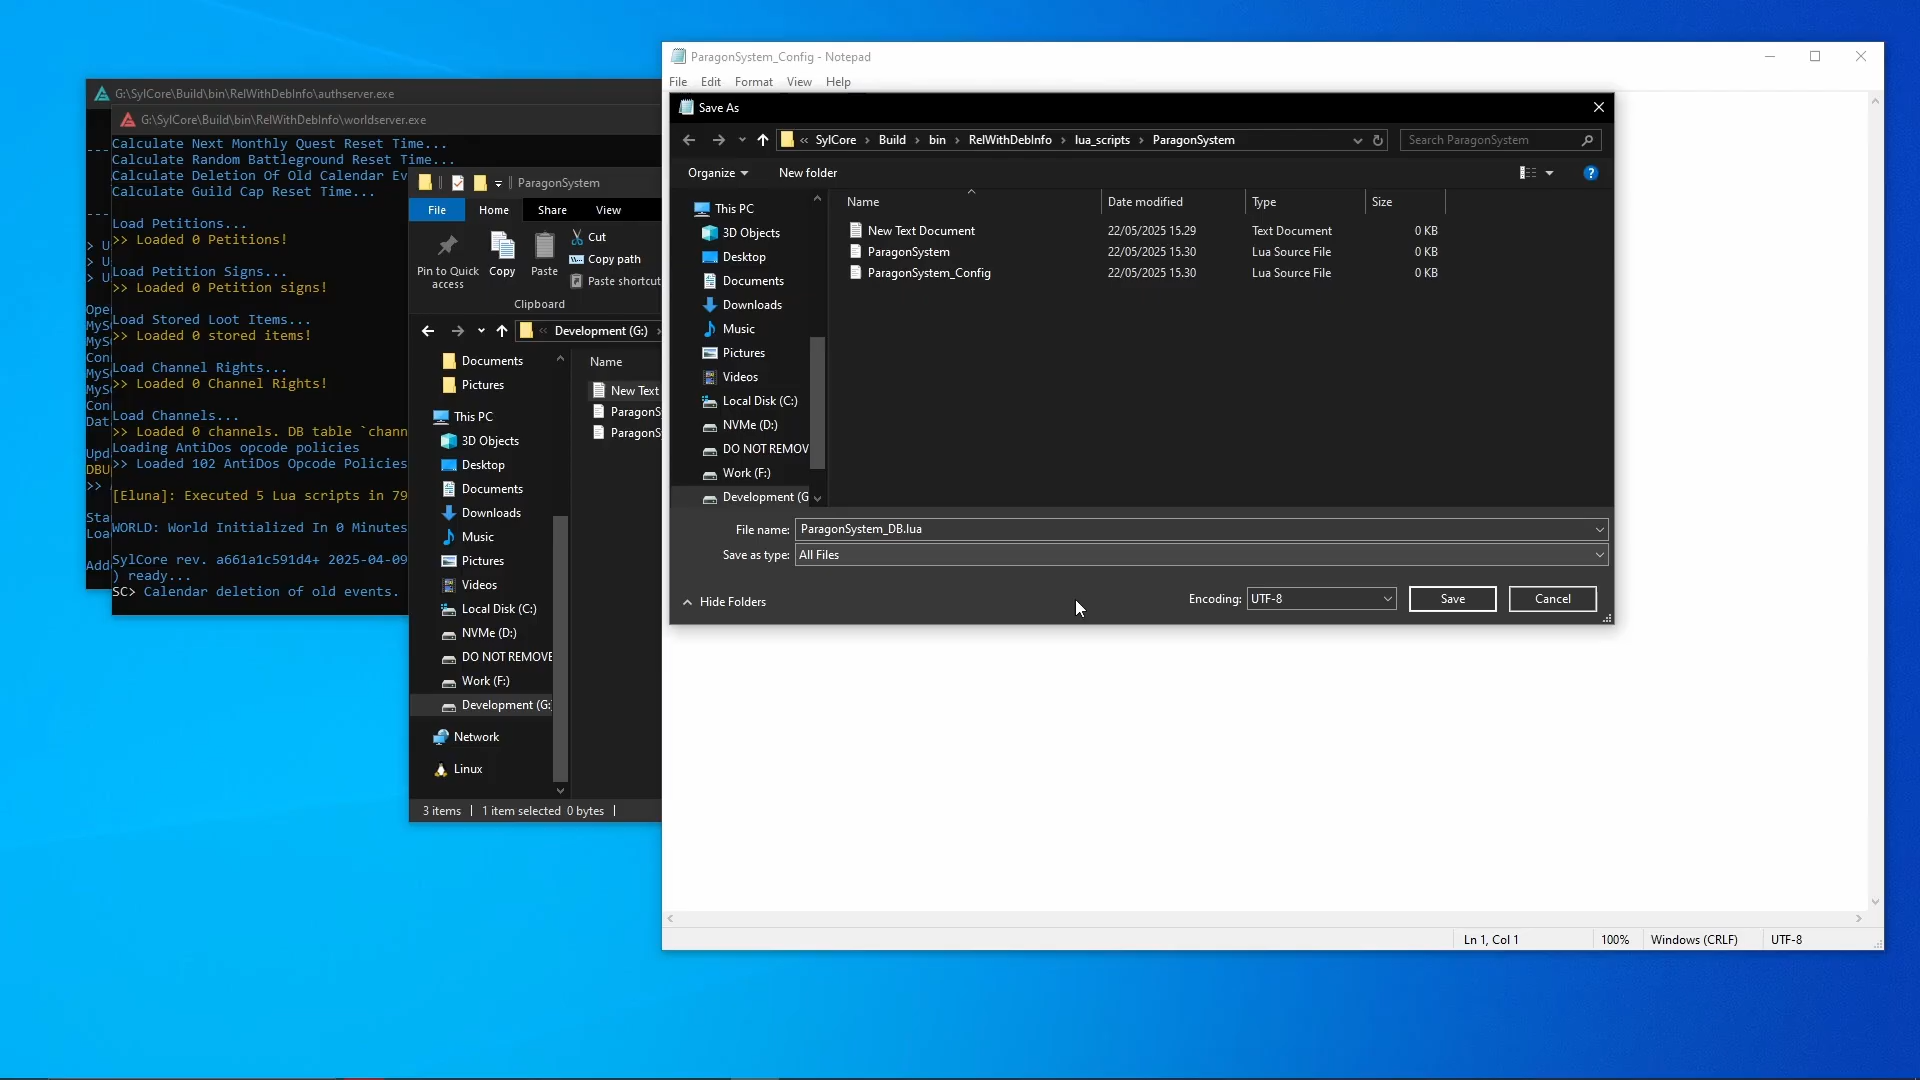 G:\SylCore\Build\bin\RelWithDebInfo\authserver.exe
G:\SylCore\Build\bin\RelWithDebInfo\worldserver.exe
Calculate Next Monthly Quest Reset Time...
Calculate Random Battleground Reset Time...
Calculate Deletion Of Old Calendar Ev
Calculate Guild Cap Reset Time...
Load Petitions...
>> Loaded 0 Petitions!
Load Petition Signs...
>> Loaded 0 Petition signs!
Load Stored Loot Items...
>> Loaded 0 stored items!
Load Channel Rights...
>> Loaded 0 Channel Rights!
Load Channels...
>> Loaded 0 channels. DB table `chann
Loading AntiDos opcode policies
>> Loaded 102 AntiDos Opcode Policies
[Eluna]: Executed 5 Lua scripts in 79
WORLD: World Initialized In 0 Minutes
SylCore rev. a661a1c591d4+ 2025-04-09
) ready...
SC> Calendar deletion of old events.
ParagonSystem
File Home Share View
Pin to Quick access
Copy
Paste
Cut
Copy path
Paste shortcut
Clipboard
Development (G:)
Documents
Pictures
This PC
3D Objects
Desktop
Documents
Downloads
Music
Pictures
Videos
Local Disk (C:)
NVMe (D:)
DO NOT REMOVE
Work (F:)
Development (G:
Network
Linux
Name
New Text
ParagonS
ParagonS
3 items 1 item selected 0 bytes
ParagonSystem_Config - Notepad
File Edit Format View Help
Save As
« SylCore › Build › bin › RelWithDebInfo › lua_scripts › ParagonSystem
Search ParagonSystem
Organize New folder
This PC
3D Objects
Desktop
Documents
Downloads
Music
Pictures
Videos
Local Disk (C:)
NVMe (D:)
DO NOT REMOV
Work (F:)
Development (G
Name Date modified Type Size
New Text Document 22/05/2025 15.29 Text Document 0 KB
ParagonSystem 22/05/2025 15.30 Lua Source File 0 KB
ParagonSystem_Config 22/05/2025 15.30 Lua Source File 0 KB
File name: ParagonSystem_DB.lua
Save as type: All Files
Hide Folders
Encoding: UTF-8
Save
Cancel
Ln 1, Col 1
100%
Windows (CRLF)
UTF-8